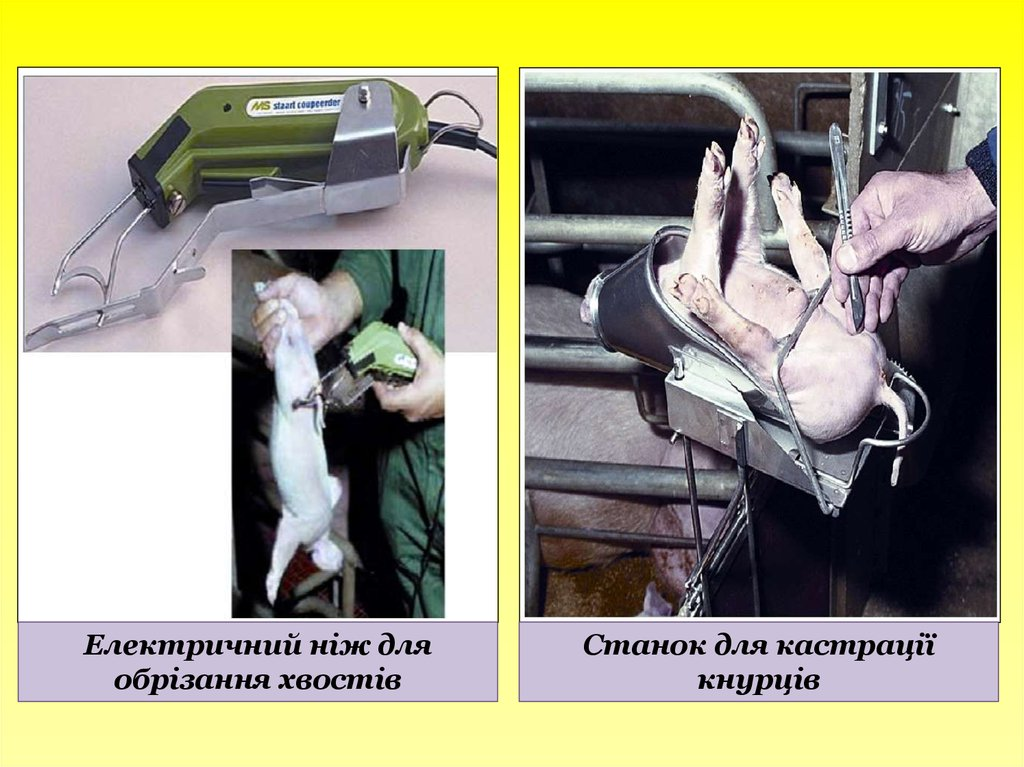 MS staart coupeerder
Електричний ніж для
обрізання хвостів
Станок для кастрації
кнурців